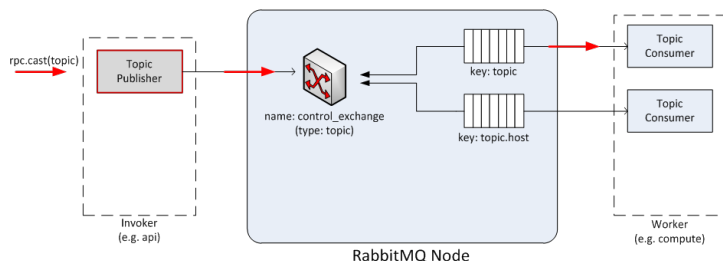 rpc.cast(topic)
Topic
Publisher
Invoker
(e.g. api)
name: control_exchange
(type: topic)
key: topic
key: topic.host
RabbitMQ Node
Topic
Consumer
Topic
Consumer
Worker
(e.g. compute)